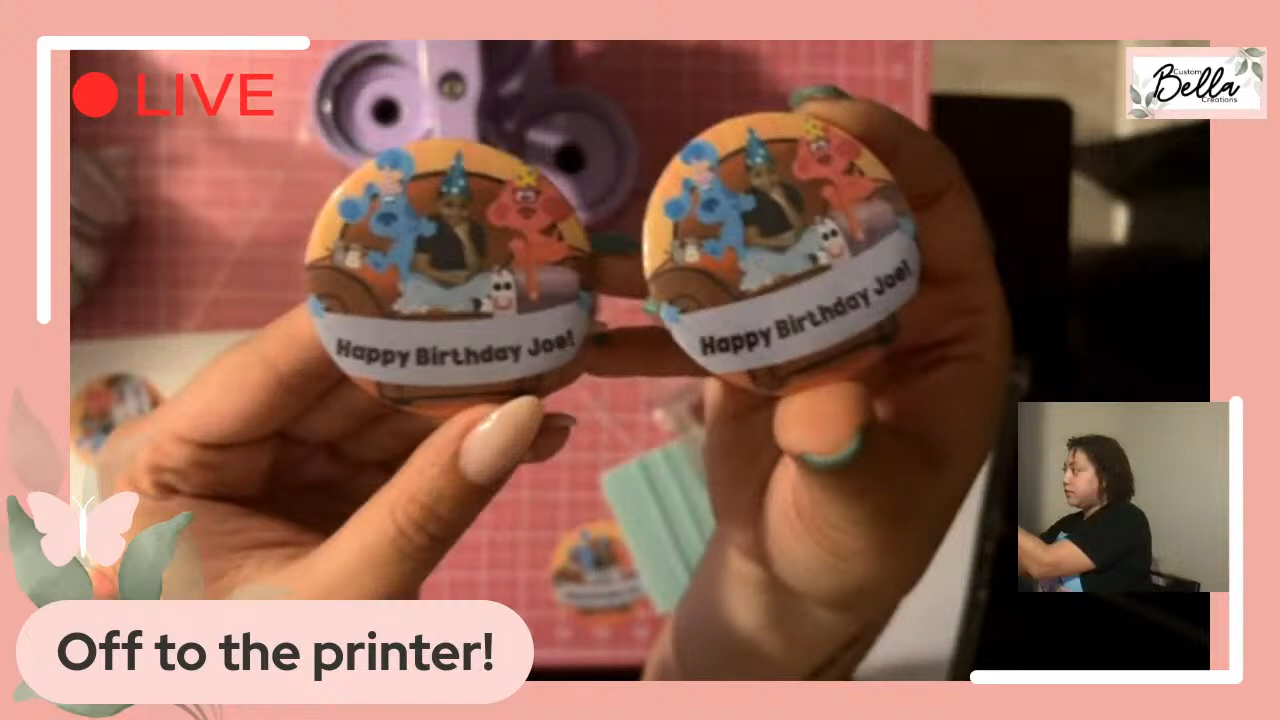 LIVE
Custom
Bella
Creations
Happy Birthday Joe!
Happy Birthday Joe!
Off to the printer!